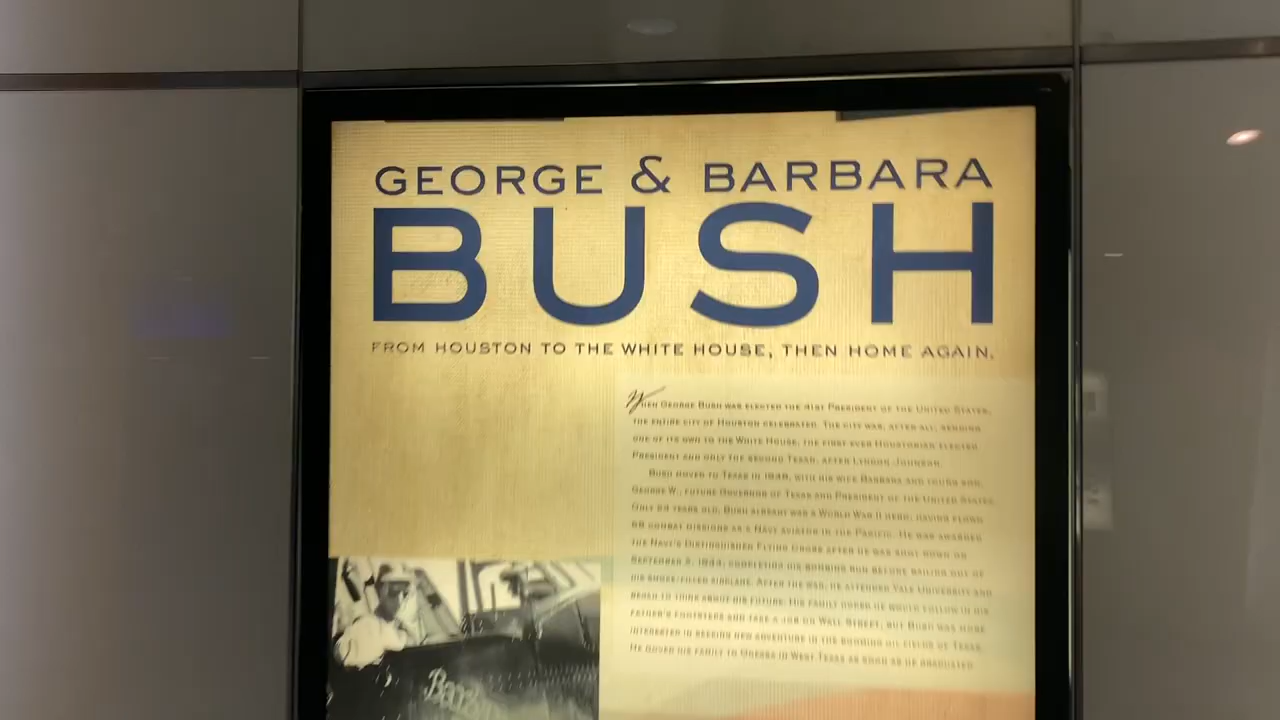 GEORGE & BARBARA
BUSH
FROM HOUSTON TO THE WHITE HOUSE, THEN HOME AGAIN.
WHEN GEORGE BUSH WAS ELECTED THE 41ST PRESIDENT OF THE UNITED STATES,
THE ENTIRE CITY OF HOUSTON CELEBRATED. THE CITY WAS, AFTER ALL, SENDING
ONE OF ITS OWN TO THE WHITE HOUSE, THE FIRST EVER HOUSTONIAN ELECTED
PRESIDENT AND ONLY THE SECOND TEXAN, AFTER LYNDON JOHNSON.
BUSH MOVED TO TEXAS IN 1948, WITH HIS WIFE BARBARA AND YOUNG SON,
GEORGE W., FUTURE GOVERNOR OF TEXAS AND PRESIDENT OF THE UNITED STATES.
ONLY 24 YEARS OLD, BUSH ALREADY WAS A WORLD WAR II HERO, HAVING FLOWN
58 COMBAT MISSIONS AS A NAVY AVIATOR IN THE PACIFIC. HE WAS AWARDED
THE NAVY'S DISTINGUISHED FLYING CROSS AFTER HE WAS SHOT DOWN ON
SEPTEMBER 2, 1944, COMPLETING HIS BOMBING RUN BEFORE BAILING OUT OF
HIS SMOKE-FILLED AIRPLANE. AFTER THE WAR, HE ATTENDED YALE UNIVERSITY AND
BEGAN TO THINK ABOUT HIS FUTURE. HIS FAMILY HOPED HE WOULD FOLLOW IN HIS
FATHER'S FOOTSTEPS AND TAKE A JOB ON WALL STREET, BUT BUSH WAS MORE
INTERESTED IN SEEKING NEW ADVENTURE IN THE BOOMING OIL FIELDS OF TEXAS.
HE MOVED HIS FAMILY TO ODESSA IN WEST TEXAS AS SOON AS HE GRADUATED.